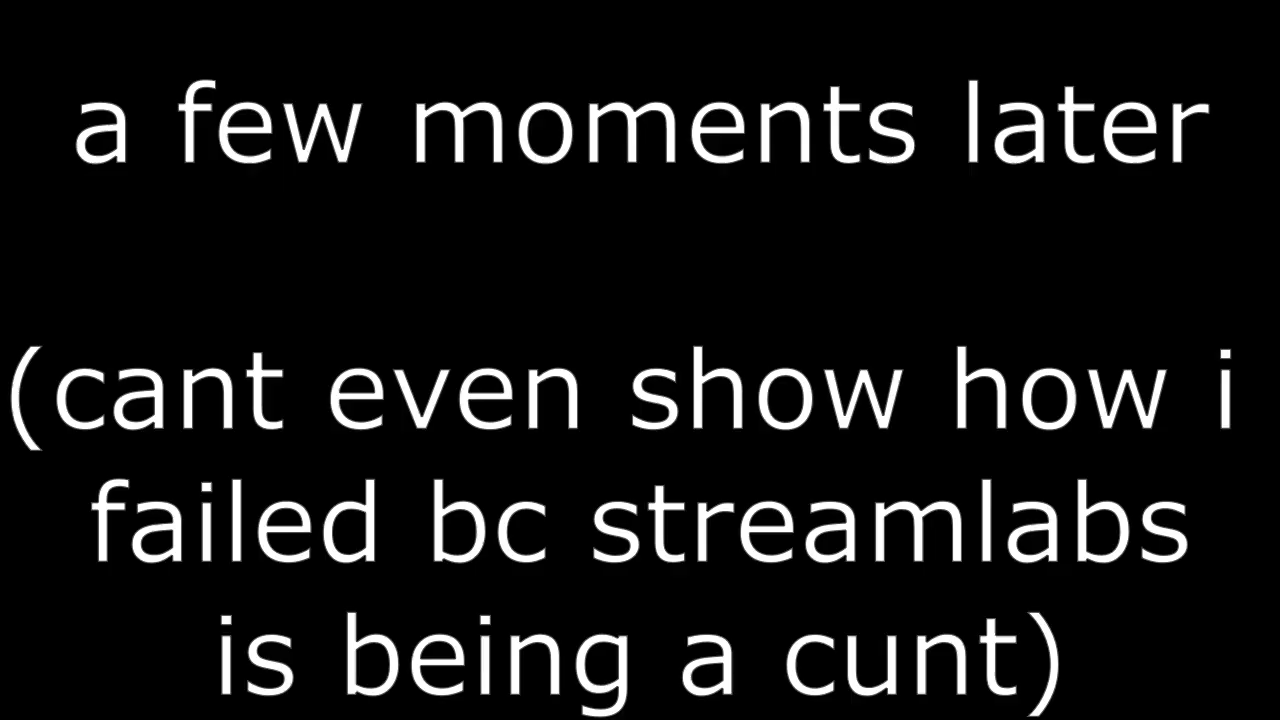 a few moments later
(cant even show how i
failed bc streamlabs
is being a cunt)